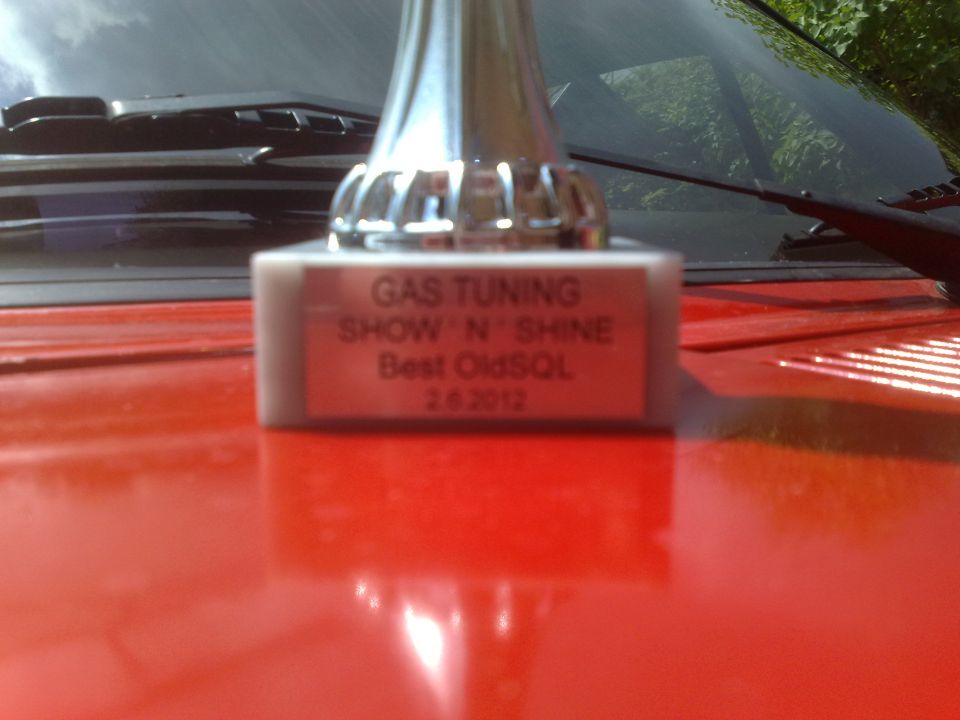 GAS TUNING
SHOW ' N ' SHINE
Best OldSQL
2.6.2012